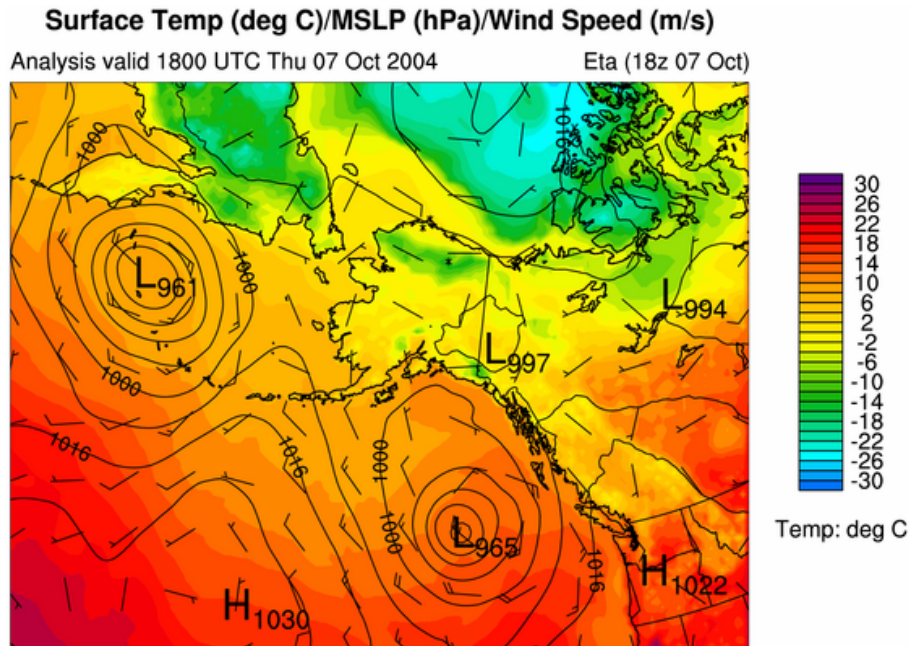 Surface Temp (deg C)/MSLP (hPa)/Wind Speed (m/s)
Analysis valid 1800 UTC Thu 07 Oct 2004 Eta (18z 07 Oct)
1000
1016
L961
1000
L994
L997
1000
1016
1016
1000
1000
L965
1016
H1022
H1030
30
26
22
18
14
10
6
2
-2
-6
-10
-14
-18
-22
-26
-30
Temp: deg C